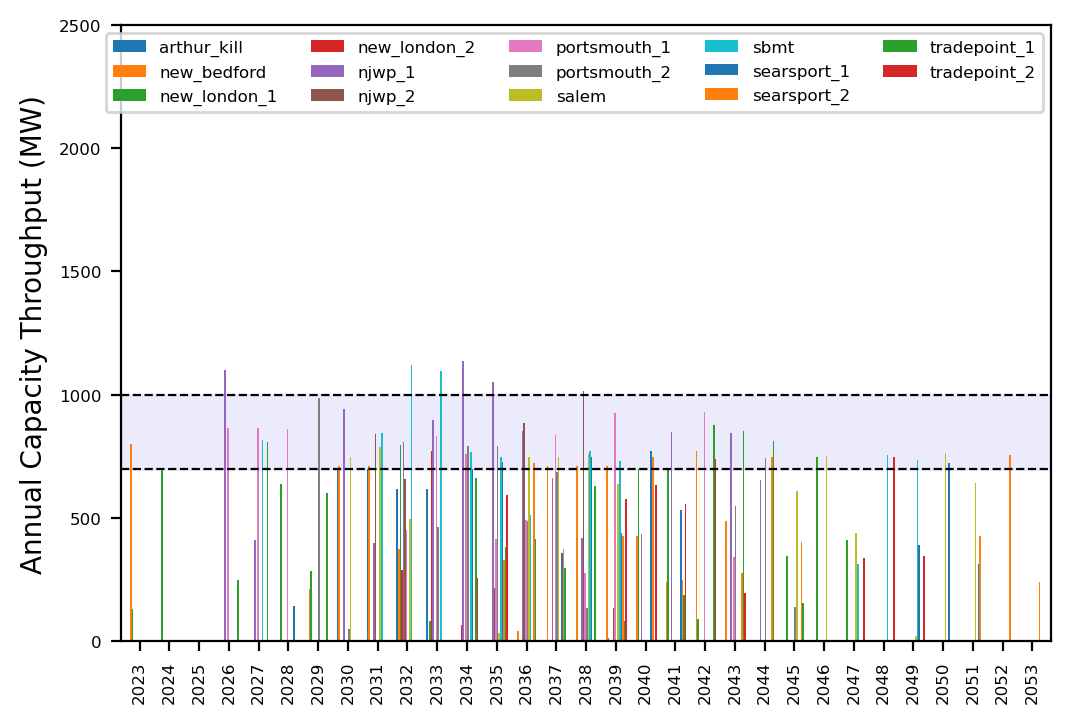 2500
2000
1500
1000
500
0
Annual Capacity Throughput (MW)
arthur_kill
new_bedford
new_london_1
new_london_2
njwp_1
njwp_2
portsmouth_1
portsmouth_2
salem
sbmt
searsport_1
searsport_2
tradepoint_1
tradepoint_2
2023
2024
2025
2026
2027
2028
2029
2030
2031
2032
2033
2034
2035
2036
2037
2038
2039
2040
2041
2042
2043
2044
2045
2046
2047
2048
2049
2050
2051
2052
2053